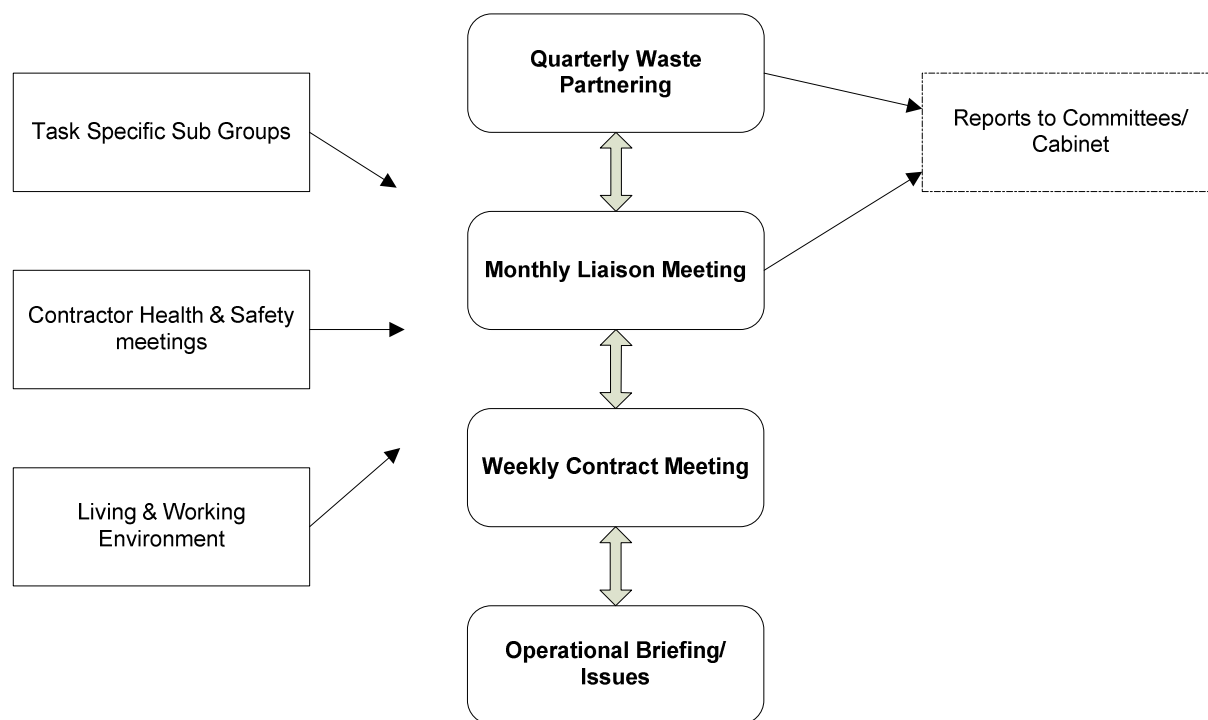 Quarterly Waste
Partnering
Task Specific Sub Groups
Reports to Committees/
Cabinet
Monthly Liaison Meeting
Contractor Health & Safety
meetings
Weekly Contract Meeting
Living & Working
Environment
Operational Briefing/
Issues